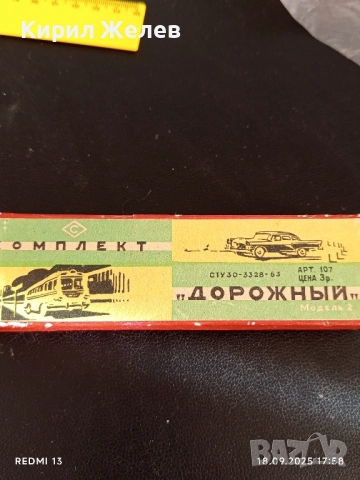 Кирил Желев
С
ОМПЛЕКТ
СТУ30-3328-63
АРТ. 107
ЦЕНА 3р.
„ДОРОЖНЫЙ"
Модель 2
REDMI 13
18.09.2025 17:58
BAZAR